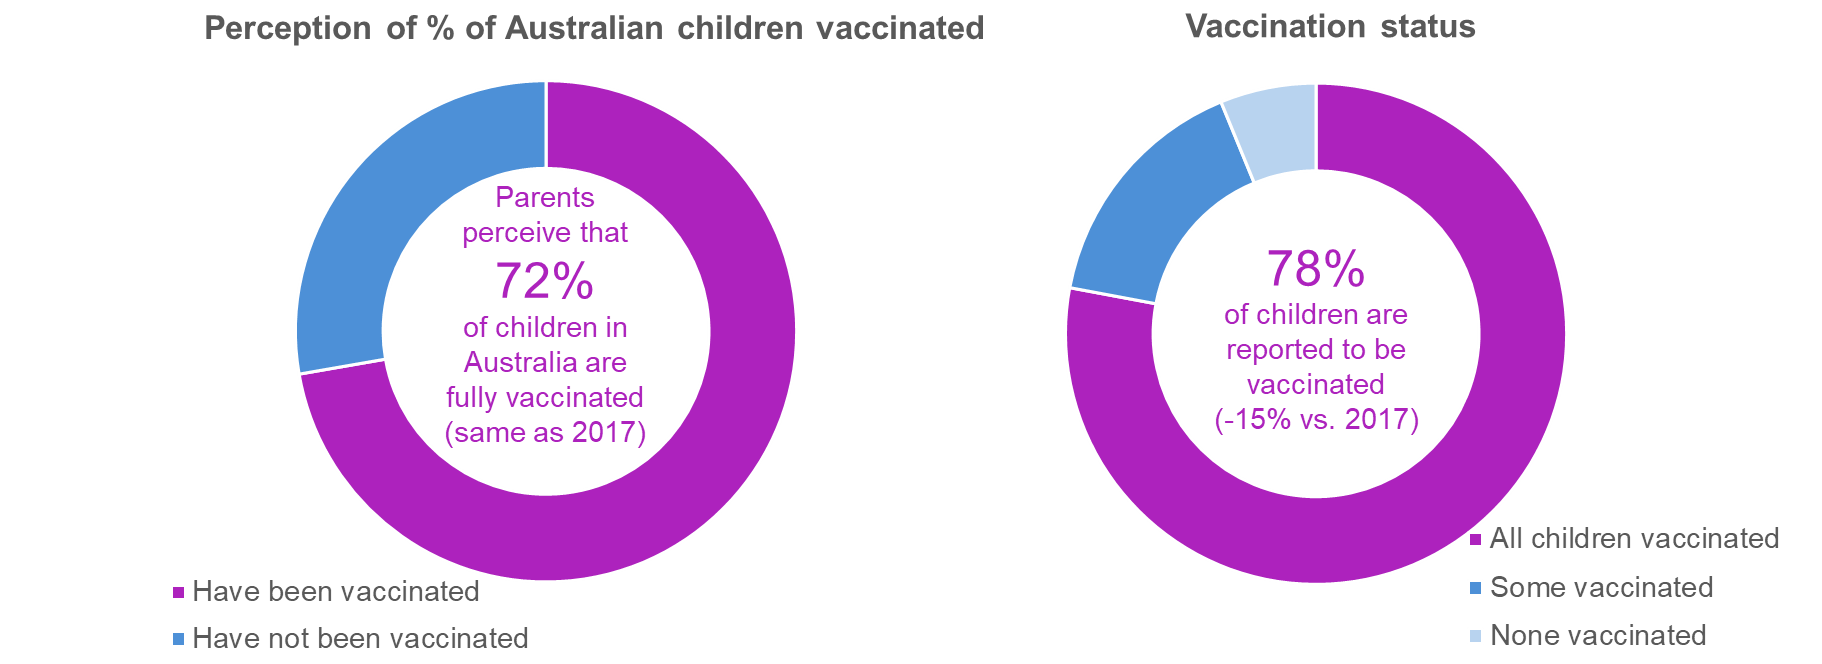 Perception of % of Australian children vaccinated
Parents
perceive that
72%
of children in
Australia are
fully vaccinated
(same as 2017)
Have been vaccinated
Have not been vaccinated
Vaccination status
78%
of children are
reported to be
vaccinated
(-15% vs. 2017)
All children vaccinated
Some vaccinated
None vaccinated